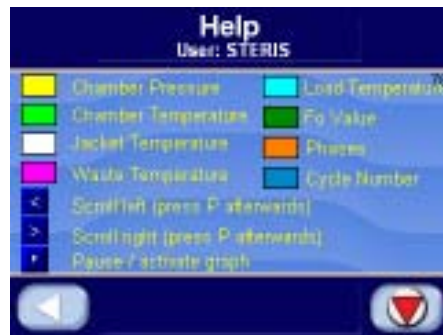 Help
User: STERIS
Chamber Pressure
Load Temperature
Chamber Temperature
Fo Value
Jacket Temperature
Phases
Waste Temperature
Cycle Number
< Scroll left (press P afterwards)
> Scroll right (press P afterwards)
Pause / activate graph